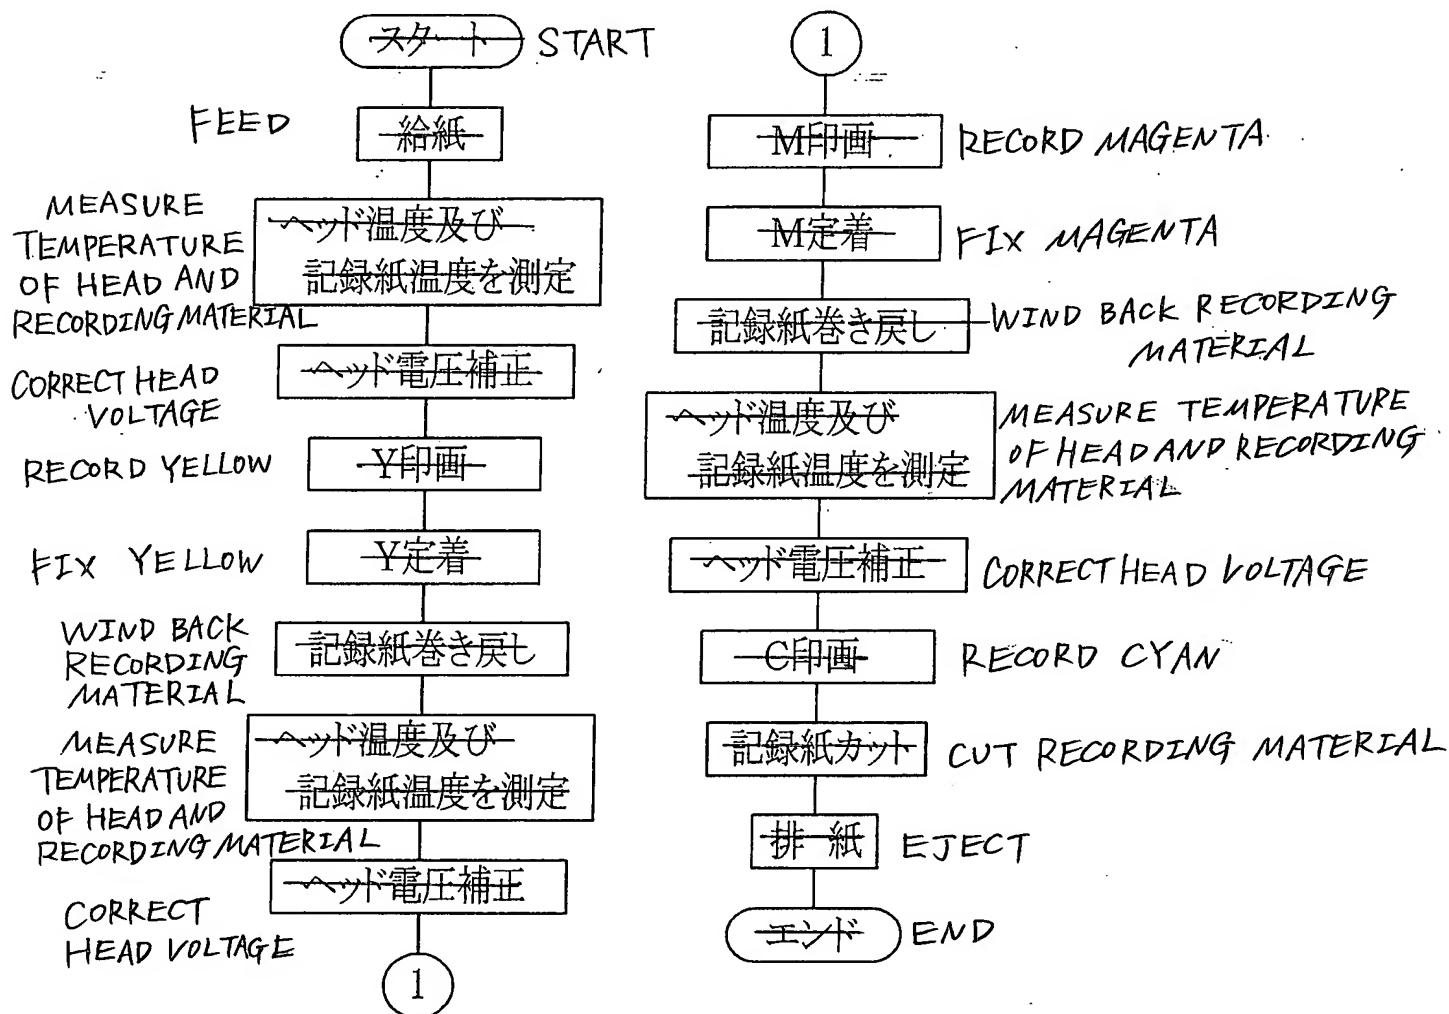 スタート START
FEED 給紙
MEASURE
TEMPERATURE
OF HEAD AND
RECORDING MATERIAL
ヘッド温度及び
記録紙温度を測定
CORRECT HEAD
VOLTAGE
ヘッド電圧補正
RECORD YELLOW Y印画
FIX YELLOW Y定着
WIND BACK
RECORDING
MATERIAL
記録紙巻き戻し
MEASURE
TEMPERATURE
OF HEAD AND
RECORDING MATERIAL
ヘッド温度及び
記録紙温度を測定
CORRECT
HEAD VOLTAGE
ヘッド電圧補正
1
1
M印画 RECORD MAGENTA
M定着 FIX MAGENTA
記録紙巻き戻し
WIND BACK RECORDING
MATERIAL
ヘッド温度及び
記録紙温度を測定
MEASURE TEMPERATURE
OF HEAD AND RECORDING
MATERIAL
ヘッド電圧補正 CORRECT HEAD VOLTAGE
C印画 RECORD CYAN
記録紙カット CUT RECORDING MATERIAL
排 紙 EJECT
エンド END